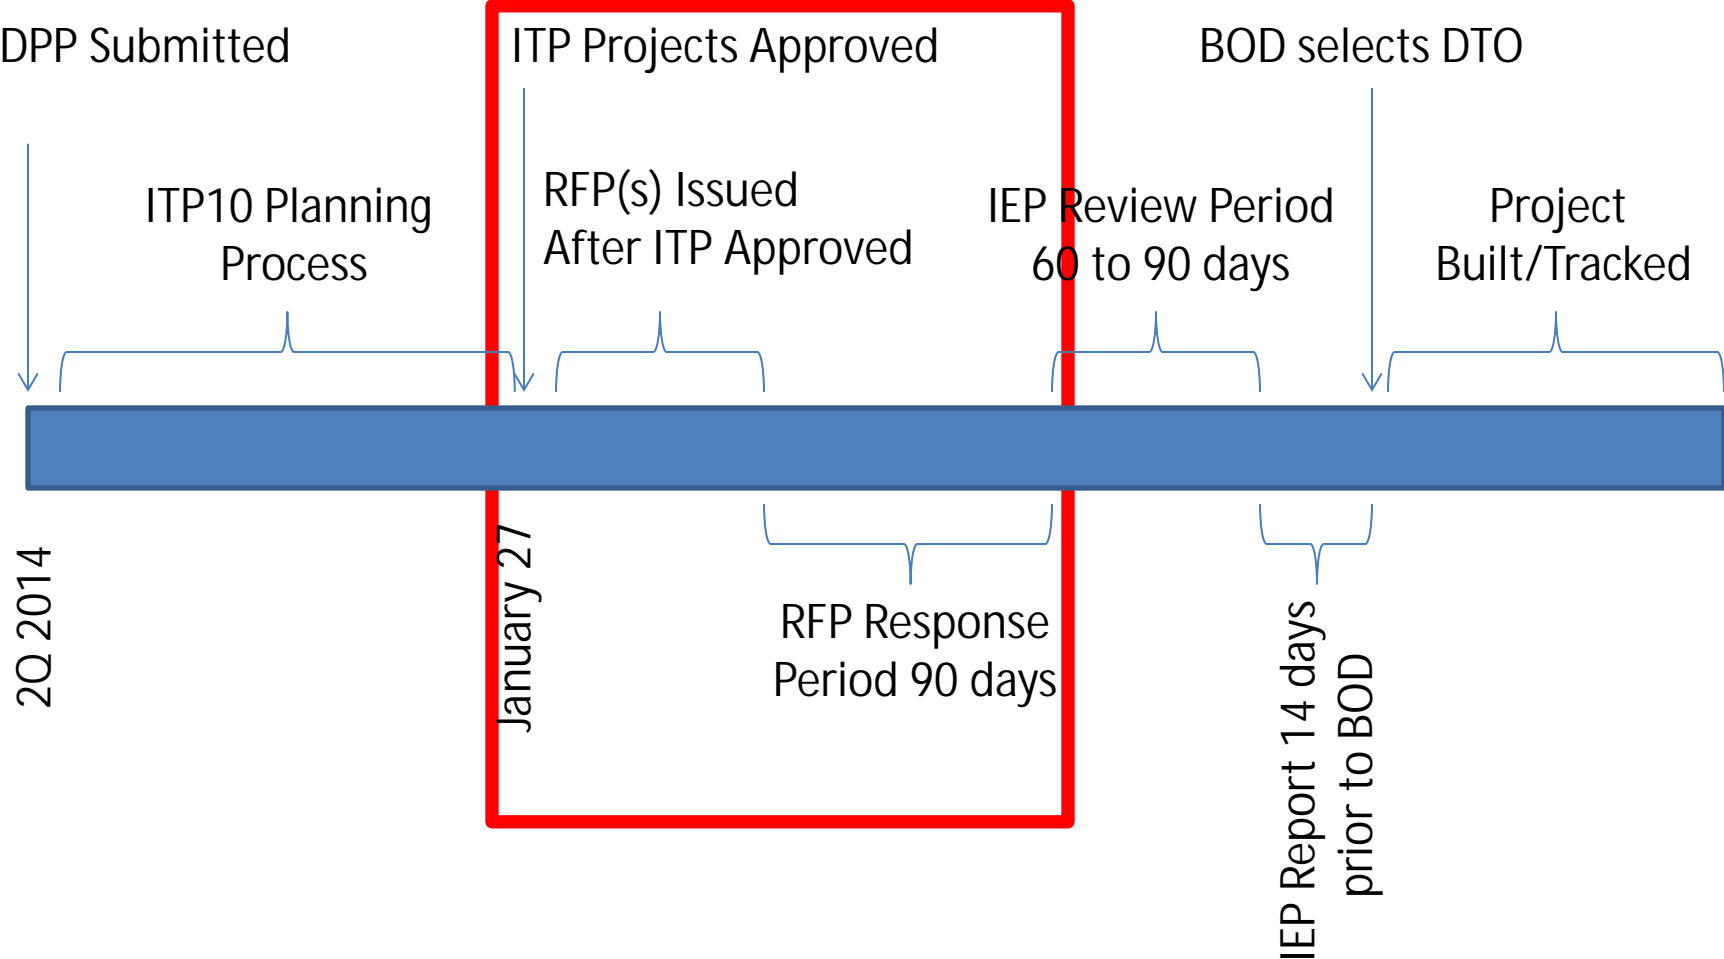 DPP Submitted
ITP Projects Approved
BOD selects DTO
ITP10 Planning
Process
RFP(s) Issued
After ITP Approved
IEP Review Period
60 to 90 days
Project
Built/Tracked
2Q 2014
January 27
RFP Response
Period 90 days
IEP Report 14 days
prior to BOD